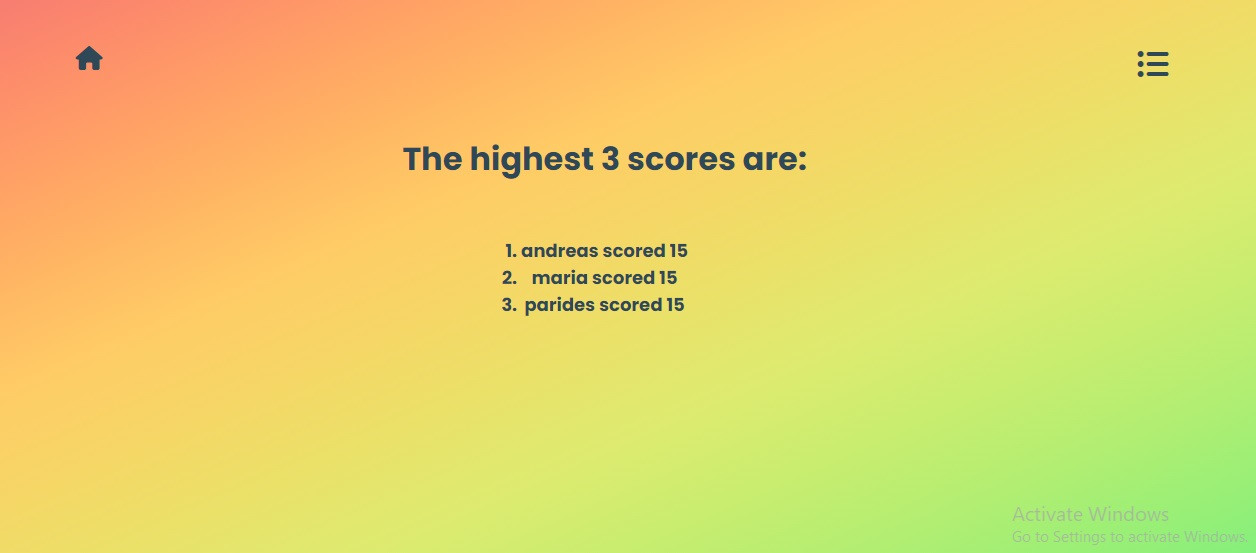 The highest 3 scores are:
1. andreas scored 15
2. maria scored 15
3. parides scored 15
Activate Windows
Go to Settings to activate Windows.